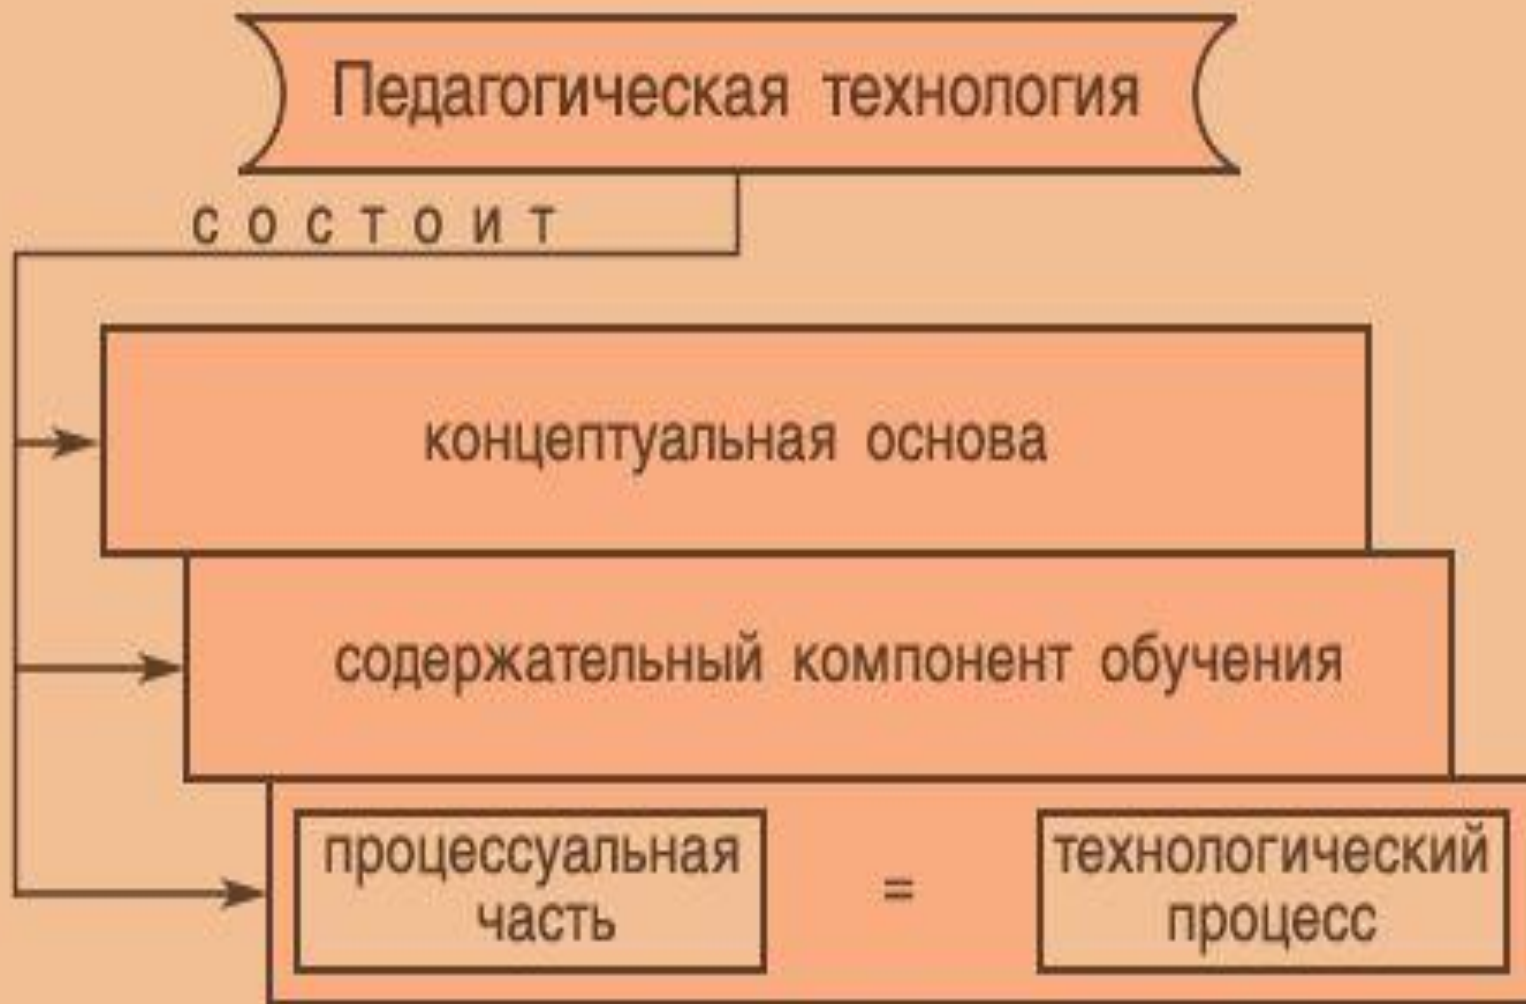 Педагогическая технология
состоит
концептуальная основа
содержательный компонент обучения
процессуальная
часть
=
технологический
процесс